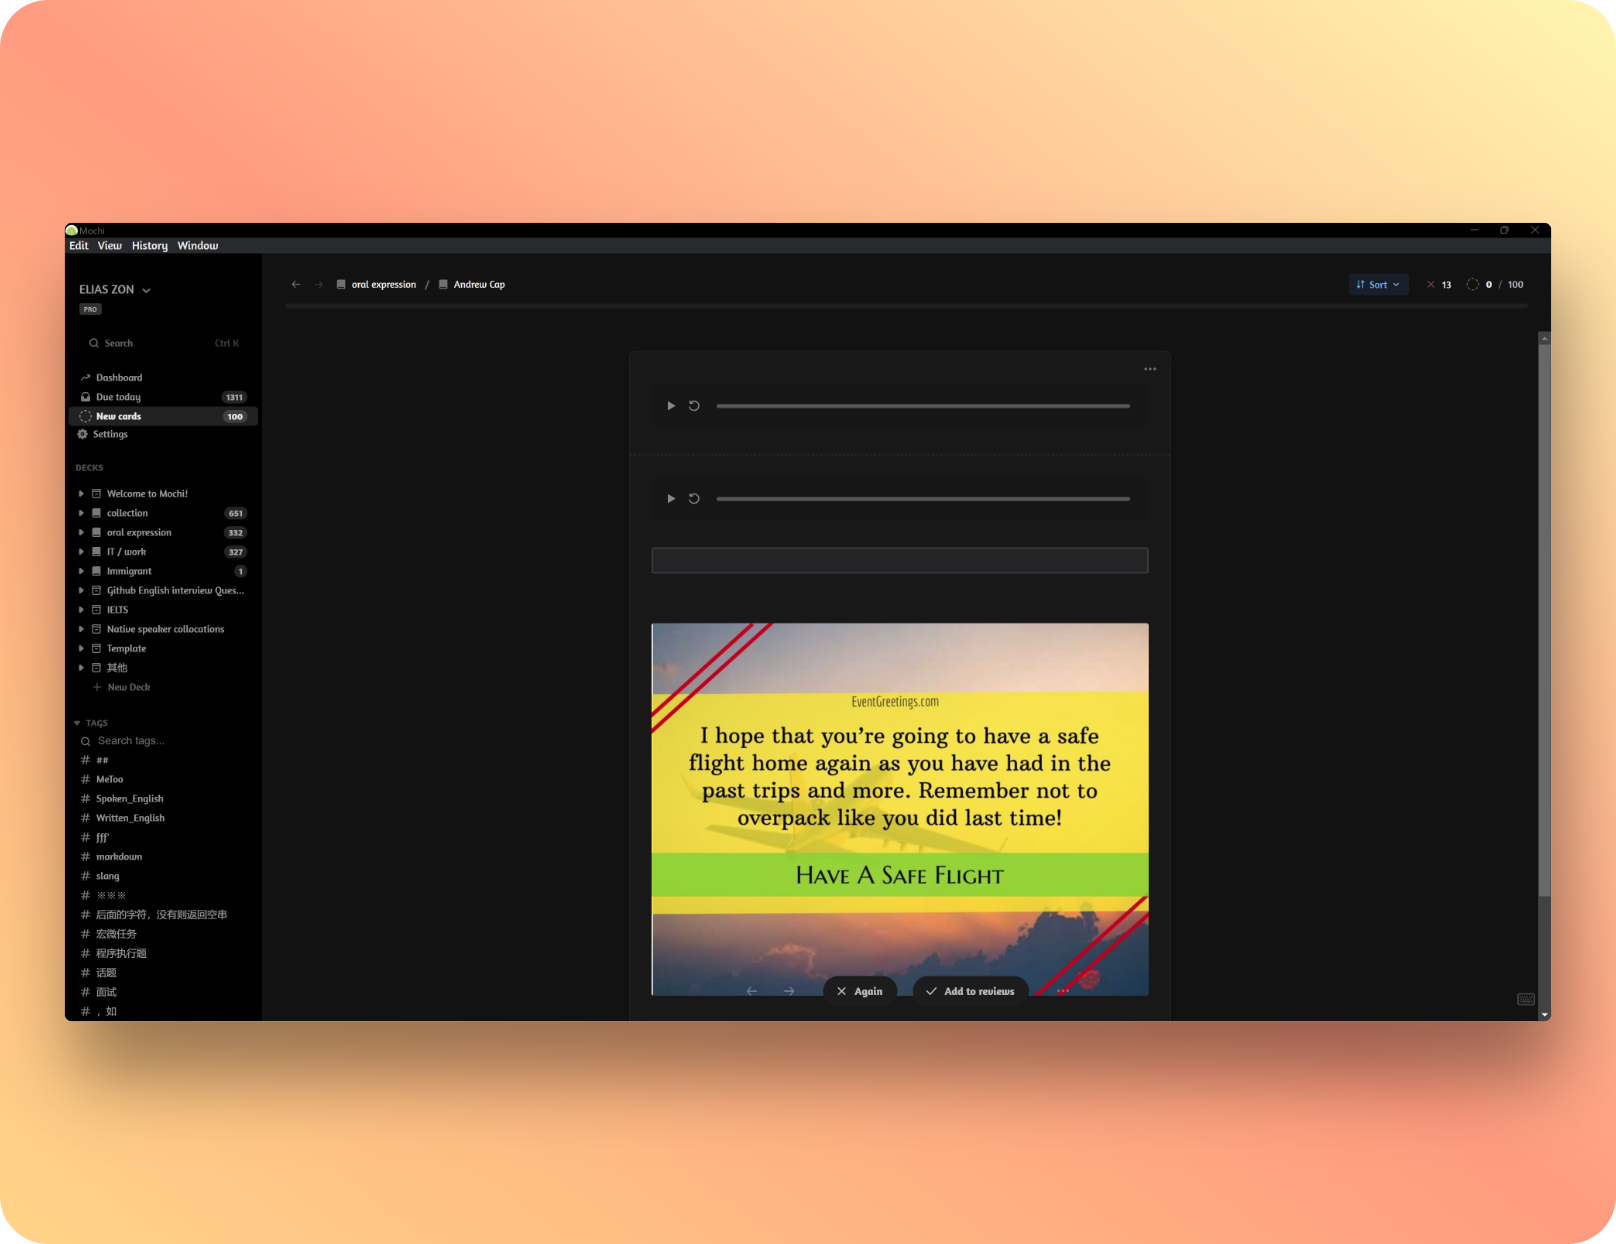 Mochi
Edit View History Window
ELIAS ZON
PRO
Search Ctrl K
Dashboard
Due today 1311
New cards 100
Settings
DECKS
Welcome to Mochi!
collection 651
oral expression 332
IT / work 327
Immigrant 1
Github English interview Ques...
IELTS
Native speaker collocations
Template
其他
+ New Deck
TAGS
Search tags...
# ##
# MeToo
# Spoken_English
# Written_English
# fff'
# markdown
# slang
# ※※※
# 后面的字符，没有则返回空串
# 宏微任务
# 程序执行题
# 话题
# 面试
# ，如
oral expression / Andrew Cap
Sort 13 0 / 100
EventGreetings.com
I hope that you’re going to have a safe
flight home again as you have had in the
past trips and more. Remember not to
overpack like you did last time!
Have A Safe Flight
Again Add to reviews